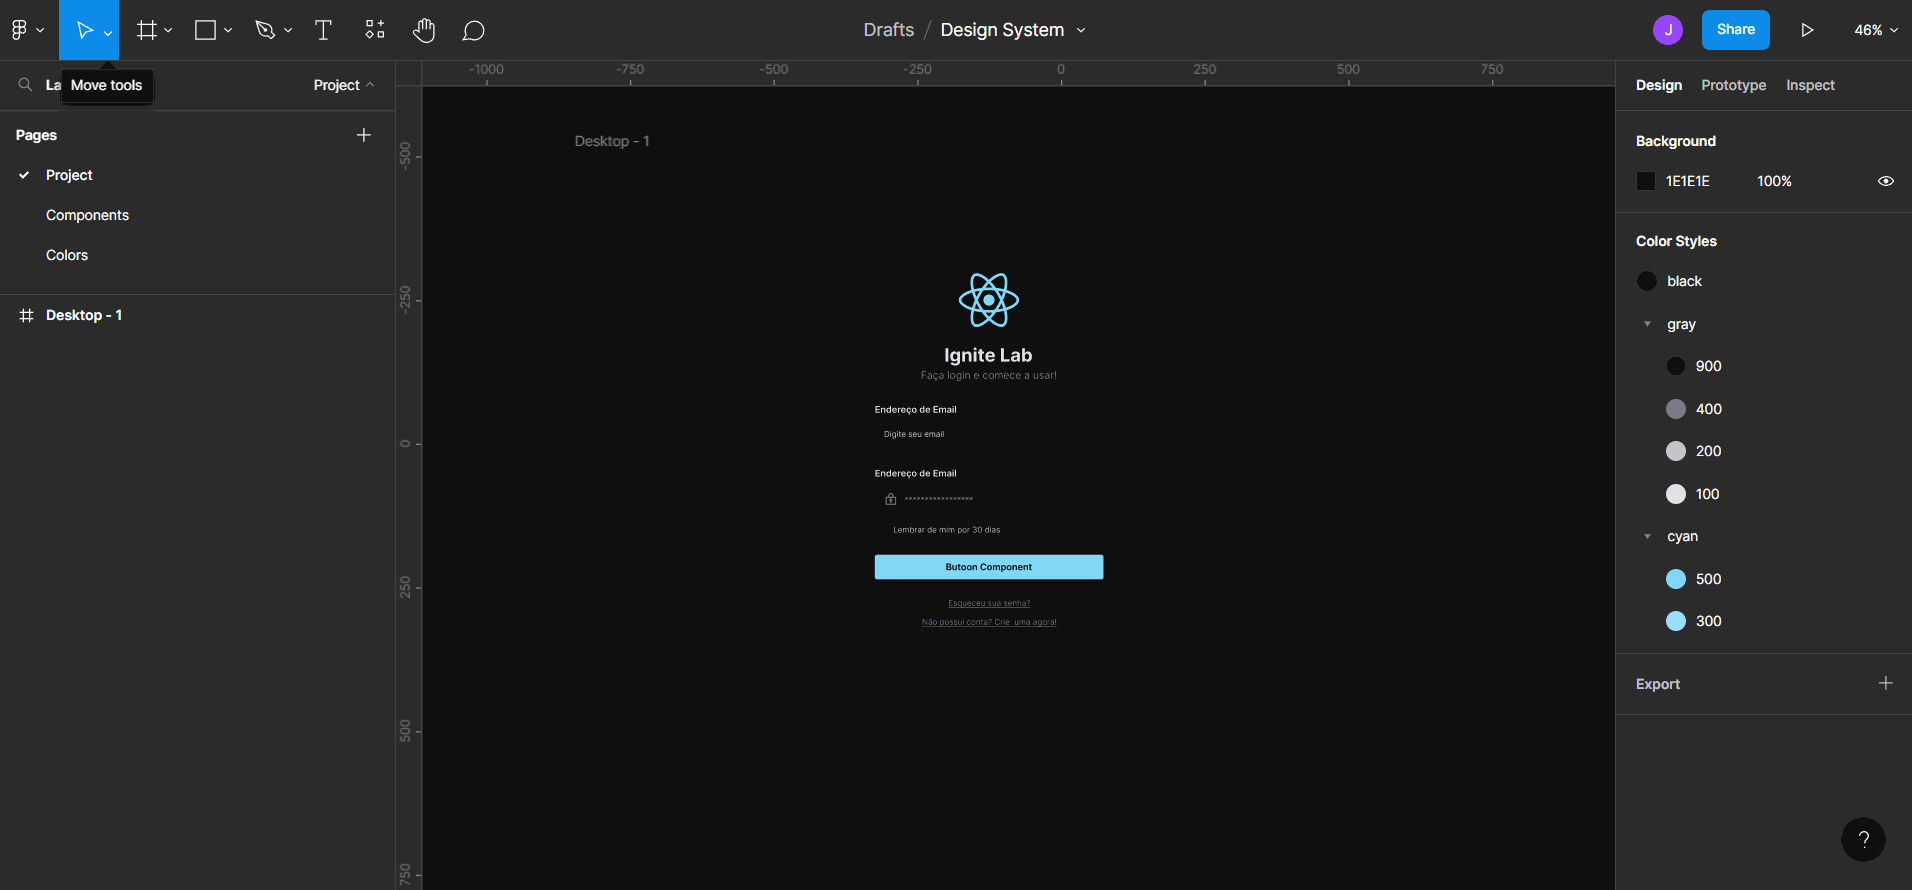 Drafts / Design System
J
Share
46%
La
Move tools
Project
Pages
Project
Components
Colors
Desktop - 1
-1000 -750 -500 -250 0 250 500 750
-500
-250
0
250
500
750
Desktop - 1
Ignite Lab
Faça login e comece a usar!
Endereço de Email
Digite seu email
Endereço de Email
•••••••••••••••••
Lembrar de mim por 30 dias
Butoon Component
Esqueceu sua senha?
Não possui conta? Crie uma agora!
Design Prototype Inspect
Background
1E1E1E 100%
Color Styles
black
gray
900
400
200
100
cyan
500
300
Export
?